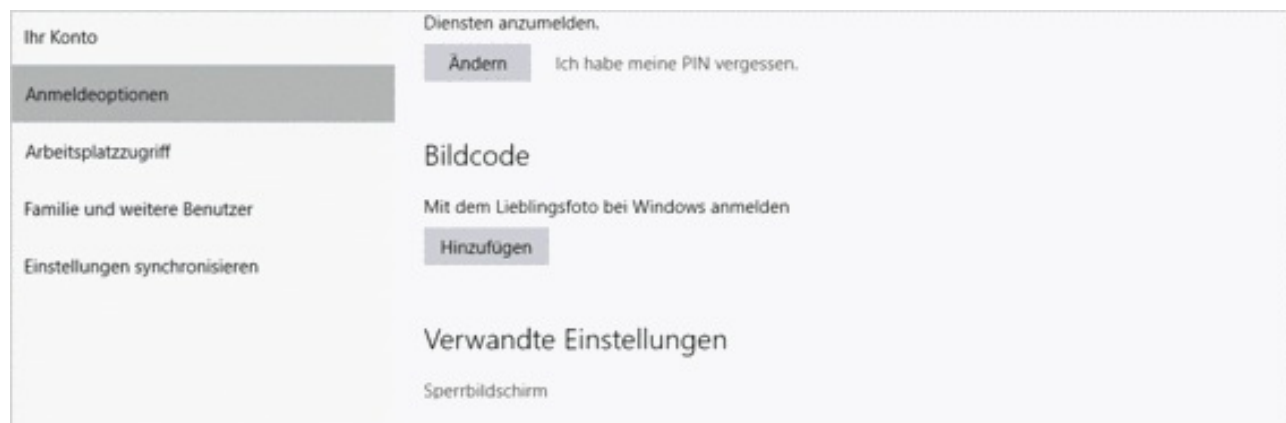 Ihr Konto
Anmeldeoptionen
Arbeitsplatzzugriff
Familie und weitere Benutzer
Einstellungen synchronisieren
Diensten anzumelden.
Ändern
Ich habe meine PIN vergessen.
Bildcode
Mit dem Lieblingsfoto bei Windows anmelden
Hinzufügen
Verwandte Einstellungen
Sperrbildschirm